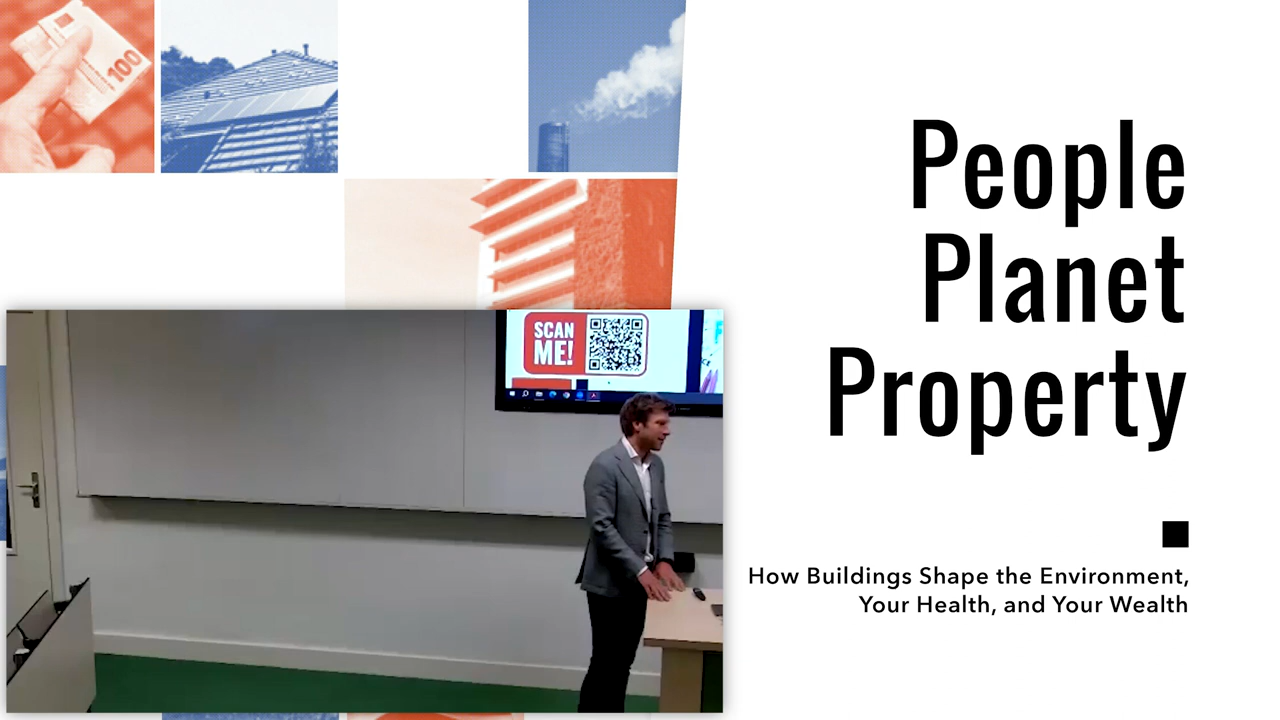 100
People
Planet
Property
How Buildings Shape the Environment,
Your Health, and Your Wealth
SCAN
ME!